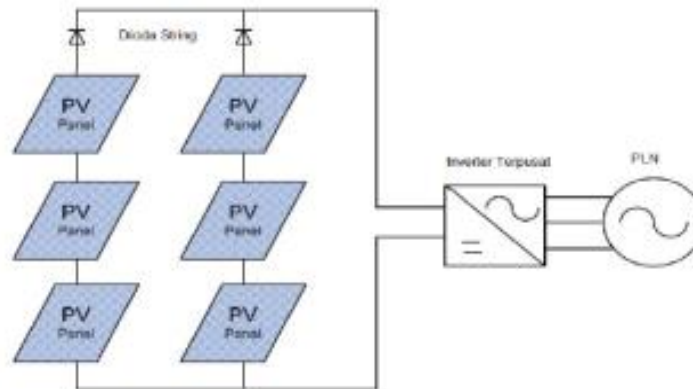 Dioda String
PV
Panel
PV
Panel
Inverter Terpusat
PLN
PV
Panel
PV
Panel
PV
Panel
PV
Panel